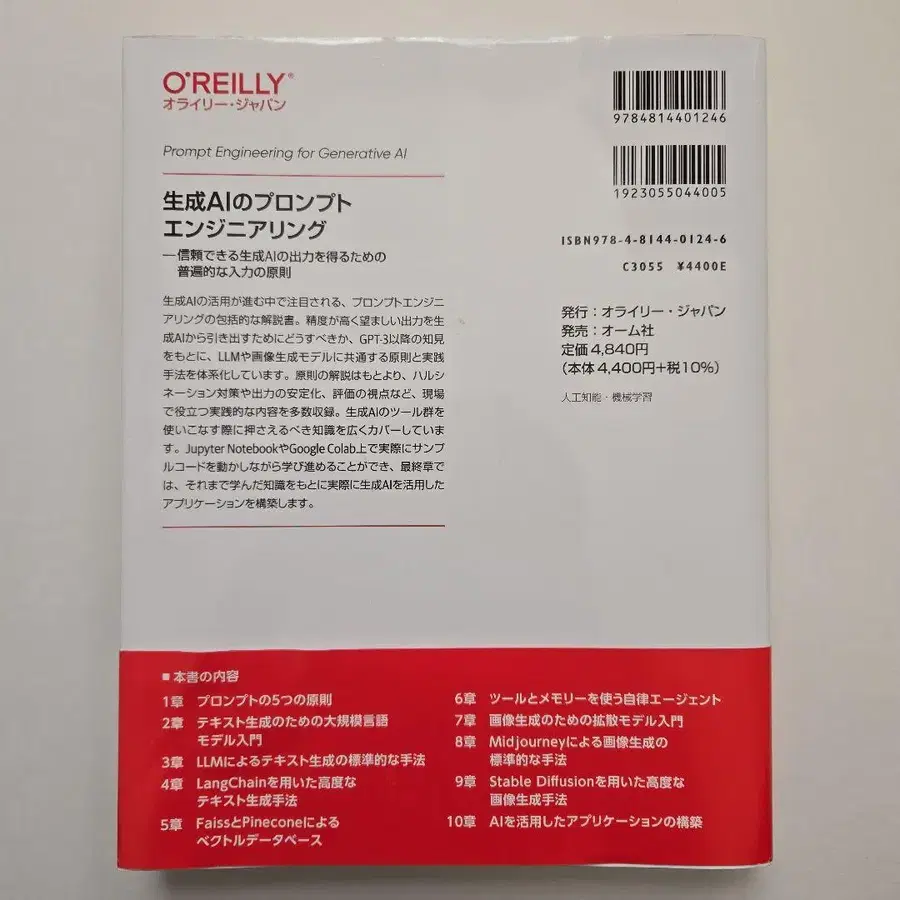 O'REILLY®
オライリー・ジャパン
Prompt Engineering for Generative AI
生成AIのプロンプト
エンジニアリング
―信頼できる生成AIの出力を得るための
普遍的な入力の原則
生成AIの活用が進む中で注目される、プロンプトエンジニ
アリングの包括的な解説書。精度が高く望ましい出力を生
成AIから引き出すためにどうすべきか、GPT-3以降の知見
をもとに、LLMや画像生成モデルに共通する原則と実践
手法を体系化しています。原則の解説はもとより、ハルシ
ネーション対策や出力の安定化、評価の視点など、現場
で役立つ実践的な内容を多数収録。生成AIのツール群を
使いこなす際に押さえるべき知識を広くカバーしていま
す。Jupyter NotebookやGoogle Colab上で実際にサンプ
ルコードを動かしながら学び進めることができ、最終章で
は、それまで学んだ知識をもとに実際に生成AIを活用した
アプリケーションを構築します。
9784814401246
1923055044005
ISBN978-4-8144-0124-6
C3055 ¥4400E
発行：オライリー・ジャパン
発売：オーム社
定価4,840円
（本体4,400円+税10%）
人工知能・機械学習
■ 本書の内容
1章 プロンプトの5つの原則
2章 テキスト生成のための大規模言語
モデル入門
3章 LLMによるテキスト生成の標準的な手法
4章 LangChainを用いた高度な
テキスト生成手法
5章 FaissとPineconeによる
ベクトルデータベース
6章 ツールとメモリーを使う自律エージェント
7章 画像生成のための拡散モデル入門
8章 Midjourneyによる画像生成の
標準的な手法
9章 Stable Diffusionを用いた高度な
画像生成手法
10章 AIを活用したアプリケーションの構築